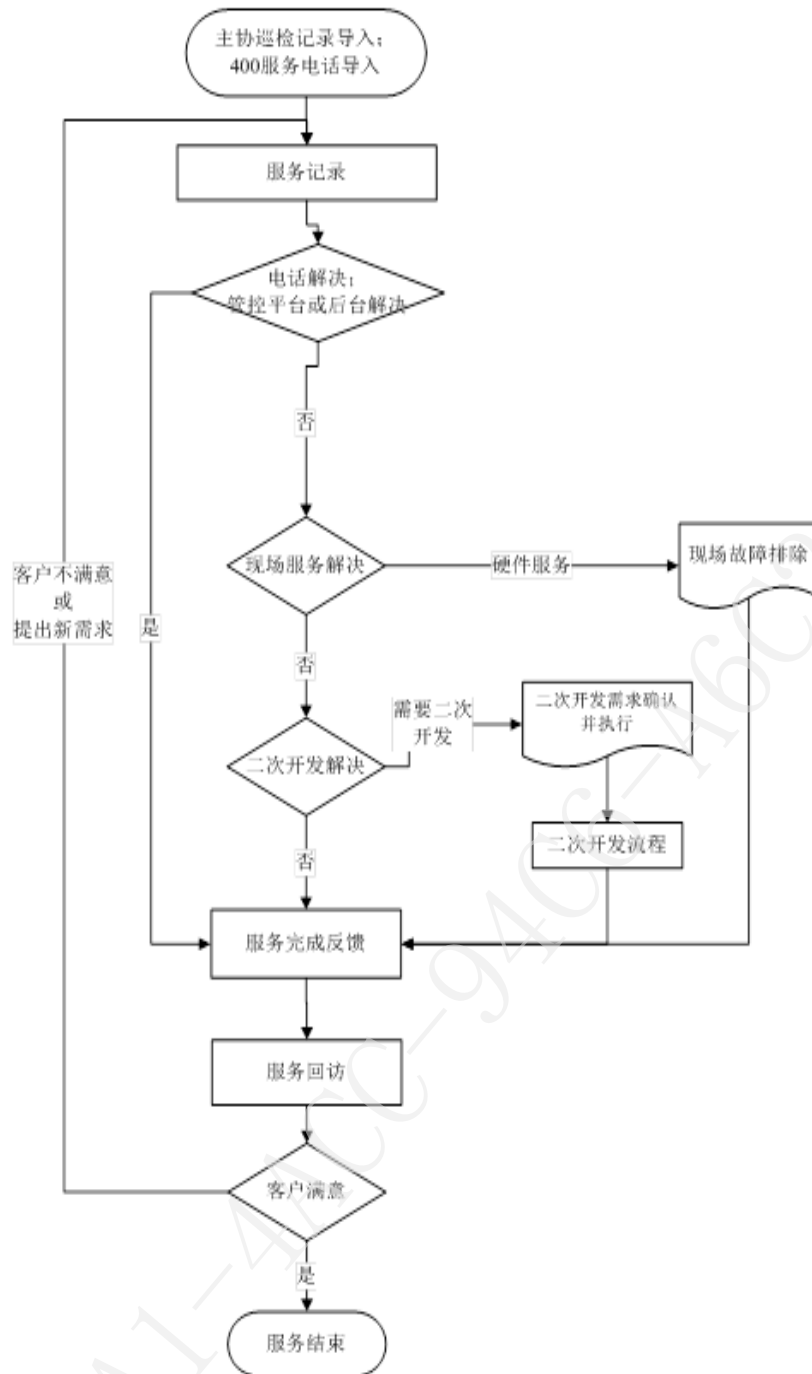 主协巡检记录导入；
400服务电话导入
服务记录
电话解决；
管控平台或后台解决
否
现场服务解决
硬件服务
现场故障排除
客户不满意
或
提出新需求
是
否
需要二次
开发
二次开发需求确认
并执行
二次开发解决
二次开发流程
否
服务完成反馈
服务回访
客户满意
是
服务结束
A1-4ACC-94C6-A6C